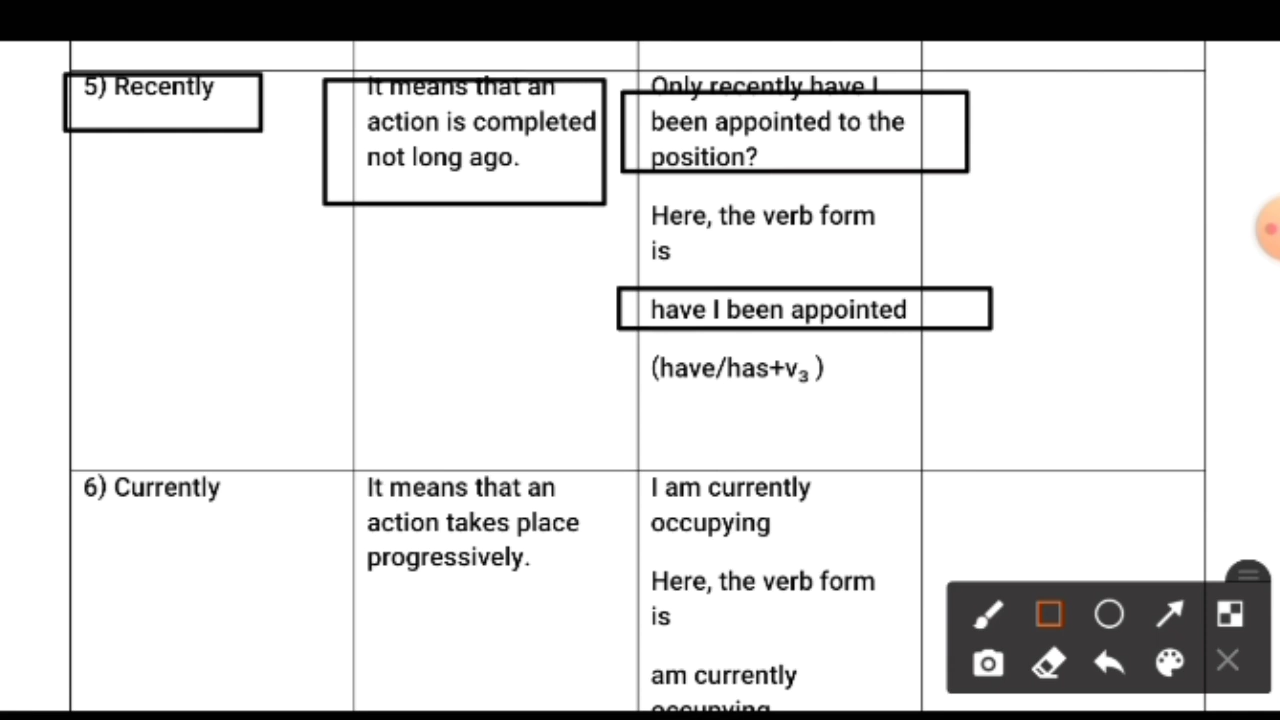 5) Recently
It means that an
action is completed
not long ago.
Only recently have I
been appointed to the
position?
Here, the verb form
is
have I been appointed
(have/has+v₃ )
6) Currently
It means that an
action takes place
progressively.
I am currently
occupying
Here, the verb form
is
am currently
occupying